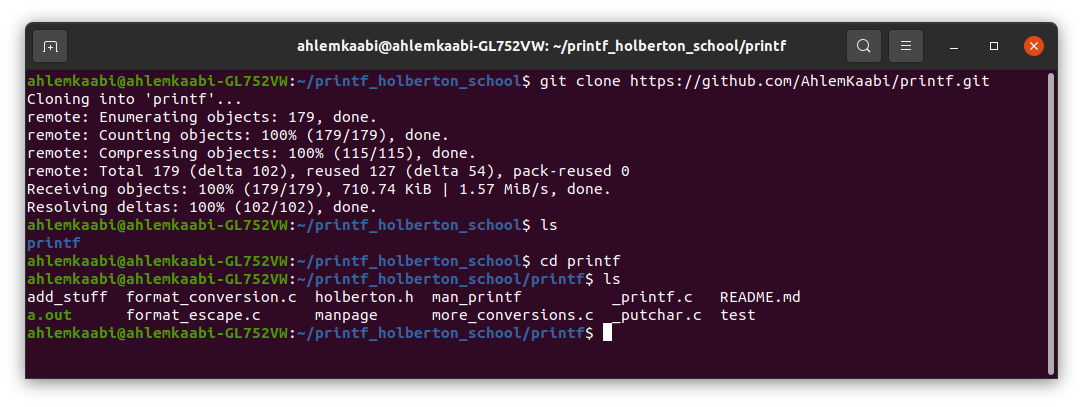 ahlemkaabi@ahlemkaabi-GL752VW: ~/printf_holberton_school/printf
ahlemkaabi@ahlemkaabi-GL752VW:~/printf_holberton_school$ git clone https://github.com/AhlemKaabi/printf.git
Cloning into 'printf'...
remote: Enumerating objects: 179, done.
remote: Counting objects: 100% (179/179), done.
remote: Compressing objects: 100% (115/115), done.
remote: Total 179 (delta 102), reused 127 (delta 54), pack-reused 0
Receiving objects: 100% (179/179), 710.74 KiB | 1.57 MiB/s, done.
Resolving deltas: 100% (102/102), done.
ahlemkaabi@ahlemkaabi-GL752VW:~/printf_holberton_school$ ls
printf
ahlemkaabi@ahlemkaabi-GL752VW:~/printf_holberton_school$ cd printf
ahlemkaabi@ahlemkaabi-GL752VW:~/printf_holberton_school/printf$ ls
add_stuff  format_conversion.c  holberton.h  man_printf          _printf.c   README.md
a.out      format_escape.c      manpage      more_conversions.c  _putchar.c  test
ahlemkaabi@ahlemkaabi-GL752VW:~/printf_holberton_school/printf$